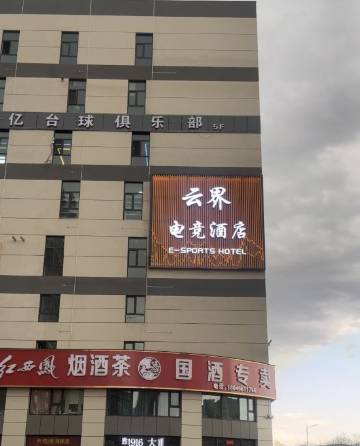 亿台球俱乐部 5F
云界
电竞酒店
E-SPORTS HOTEL
红西凤 烟酒茶 国酒专卖
1916